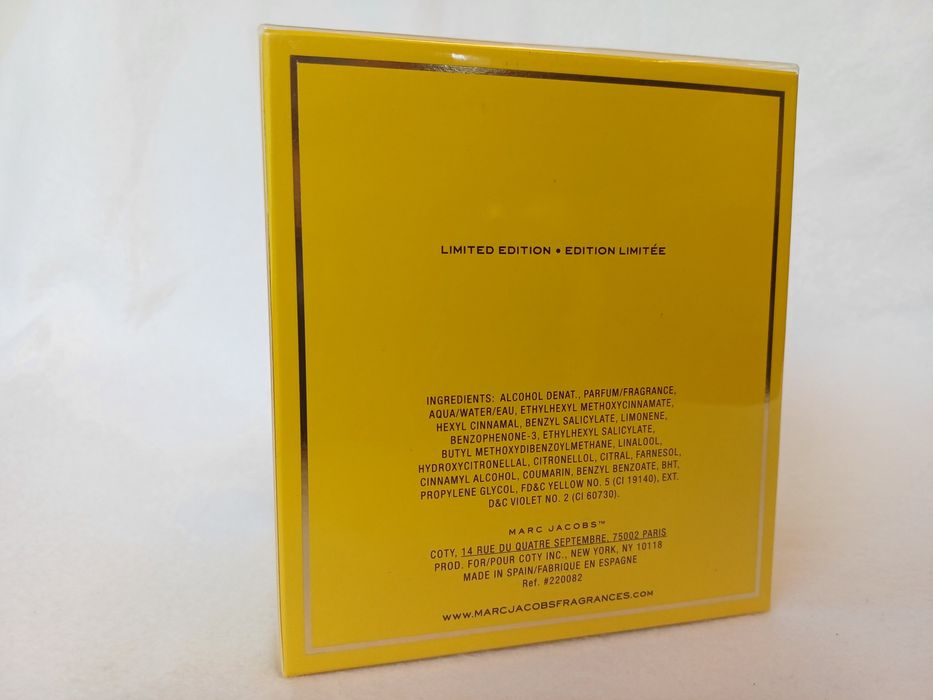 LIMITED EDITION • EDITION LIMITÉE
INGREDIENTS: ALCOHOL DENAT., PARFUM/FRAGRANCE,
AQUA/WATER/EAU, ETHYLHEXYL METHOXYCINNAMATE,
HEXYL CINNAMAL, BENZYL SALICYLATE, LIMONENE,
BENZOPHENONE-3, ETHYLHEXYL SALICYLATE,
BUTYL METHOXYDIBENZOYLMETHANE, LINALOOL,
HYDROXYCITRONELLAL, CITRONELLOL, CITRAL, FARNESOL,
CINNAMYL ALCOHOL, COUMARIN, BENZYL BENZOATE, BHT,
PROPYLENE GLYCOL, FD&C YELLOW NO. 5 (CI 19140), EXT.
D&C VIOLET NO. 2 (CI 60730).
MARC JACOBS™
COTY, 14 RUE DU QUATRE SEPTEMBRE, 75002 PARIS
PROD. FOR/POUR COTY INC., NEW YORK, NY 10118
MADE IN SPAIN/FABRIQUE EN ESPAGNE
Ref. #220082
WWW.MARCJACOBSFRAGRANCES.COM